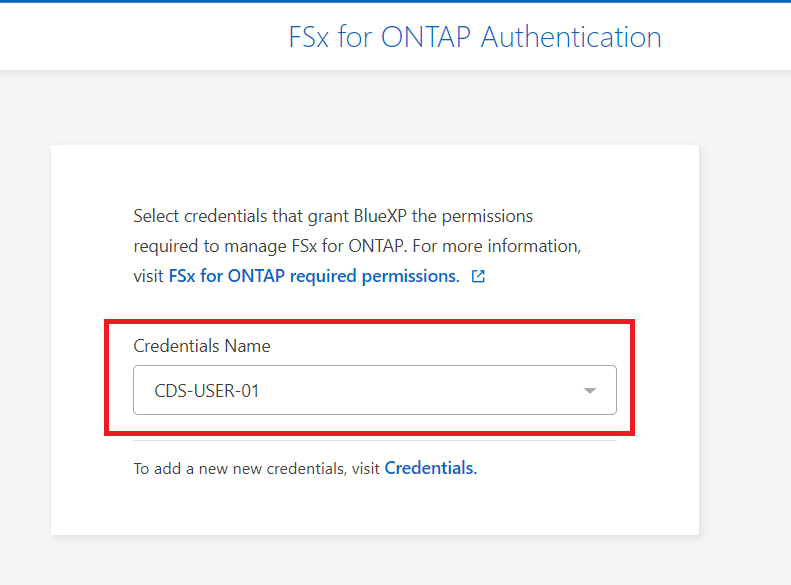 FSx for ONTAP Authentication
Select credentials that grant BlueXP the permissions
required to manage FSx for ONTAP. For more information,
visit FSx for ONTAP required permissions.
Credentials Name
CDS-USER-01
To add a new new credentials, visit Credentials.